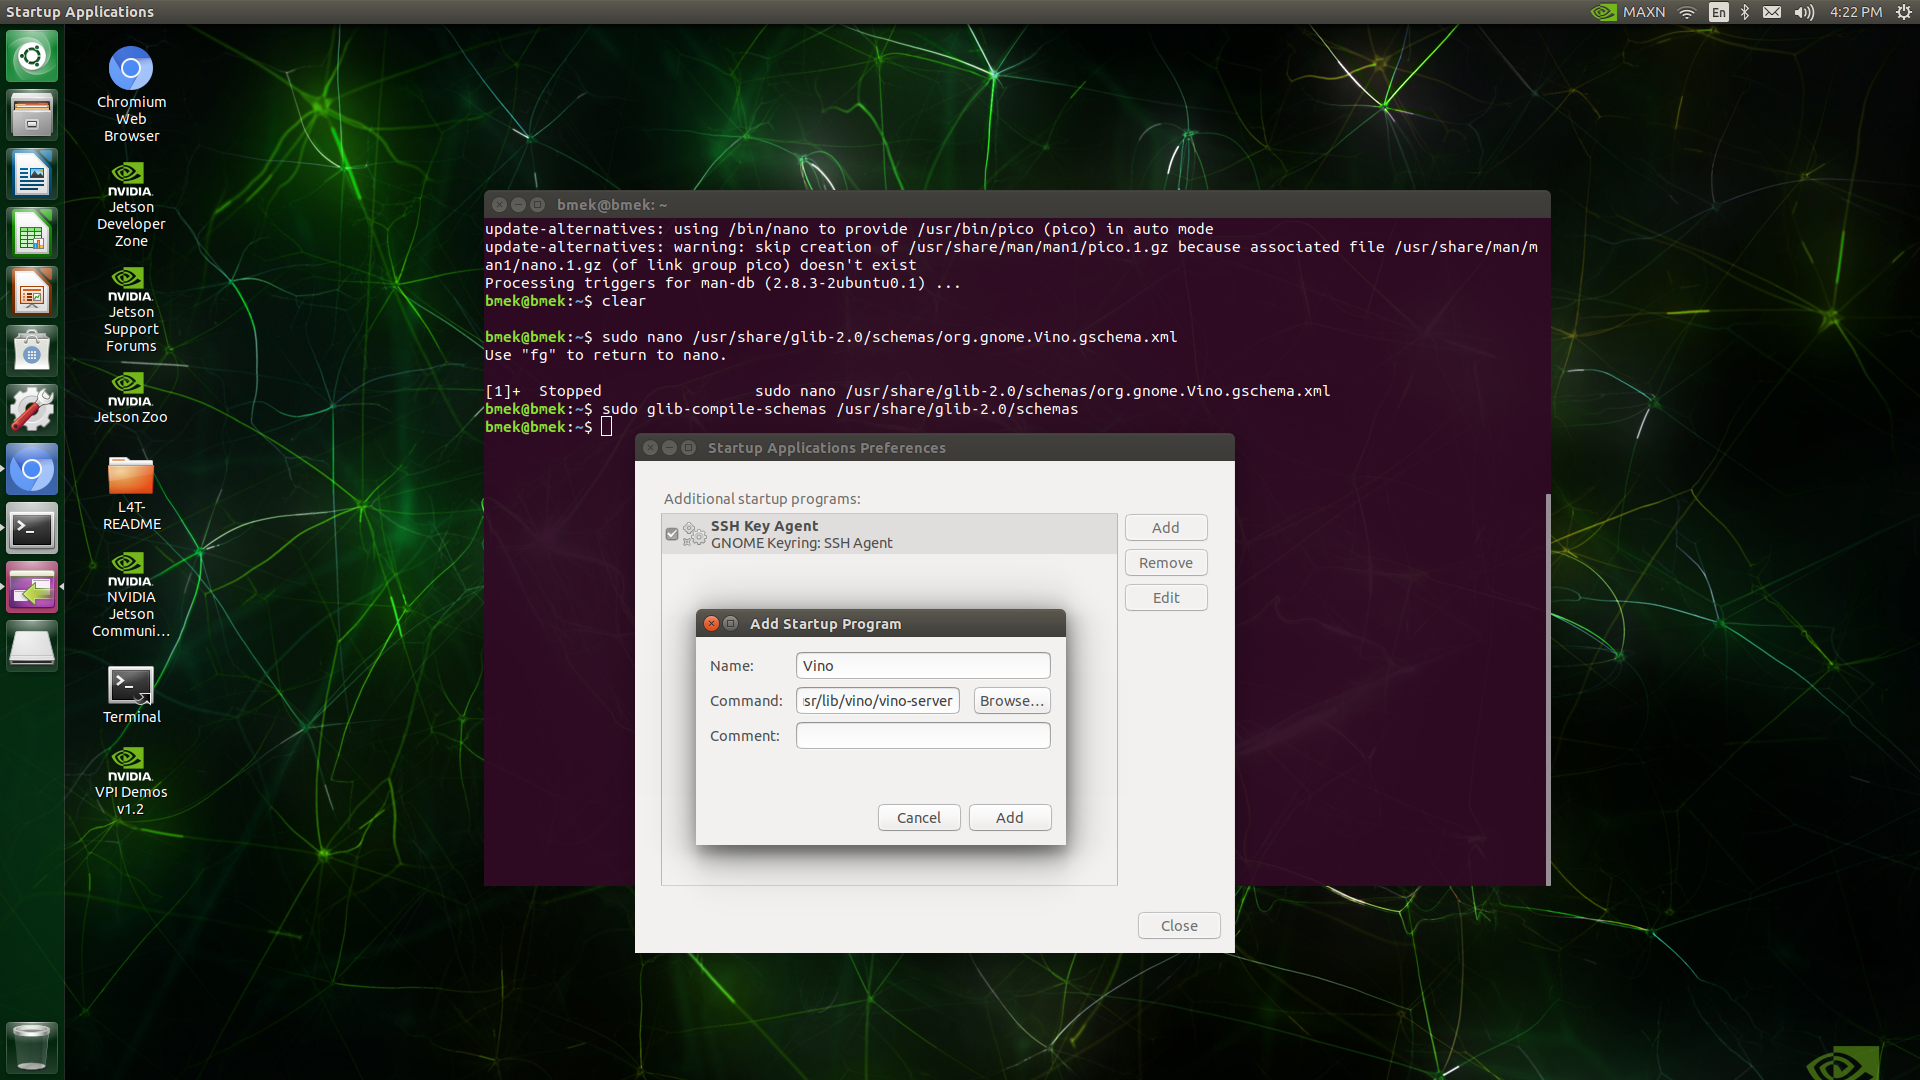 Startup Applications
MAXN
En
4:22 PM
Chromium
Web
Browser
NVIDIA.
Jetson
Developer
Zone
NVIDIA.
Jetson
Support
Forums
NVIDIA.
Jetson Zoo
L4T-
README
NVIDIA.
NVIDIA
Jetson
Communi...
Terminal
NVIDIA.
VPI Demos
v1.2
bmek@bmek: ~
update-alternatives: using /bin/nano to provide /usr/bin/pico (pico) in auto mode
update-alternatives: warning: skip creation of /usr/share/man/man1/pico.1.gz because associated file /usr/share/man/m
an1/nano.1.gz (of link group pico) doesn't exist
Processing triggers for man-db (2.8.3-2ubuntu0.1) ...
bmek@bmek:~$ clear
bmek@bmek:~$ sudo nano /usr/share/glib-2.0/schemas/org.gnome.Vino.gschema.xml
Use "fg" to return to nano.
[1]+  Stopped                 sudo nano /usr/share/glib-2.0/schemas/org.gnome.Vino.gschema.xml
bmek@bmek:~$ sudo glib-compile-schemas /usr/share/glib-2.0/schemas
bmek@bmek:~$
Startup Applications Preferences
Additional startup programs:
SSH Key Agent
GNOME Keyring: SSH Agent
Add
Remove
Edit
Add Startup Program
Name: Vino
Command: sr/lib/vino/vino-server Browse...
Comment:
Cancel Add
Close